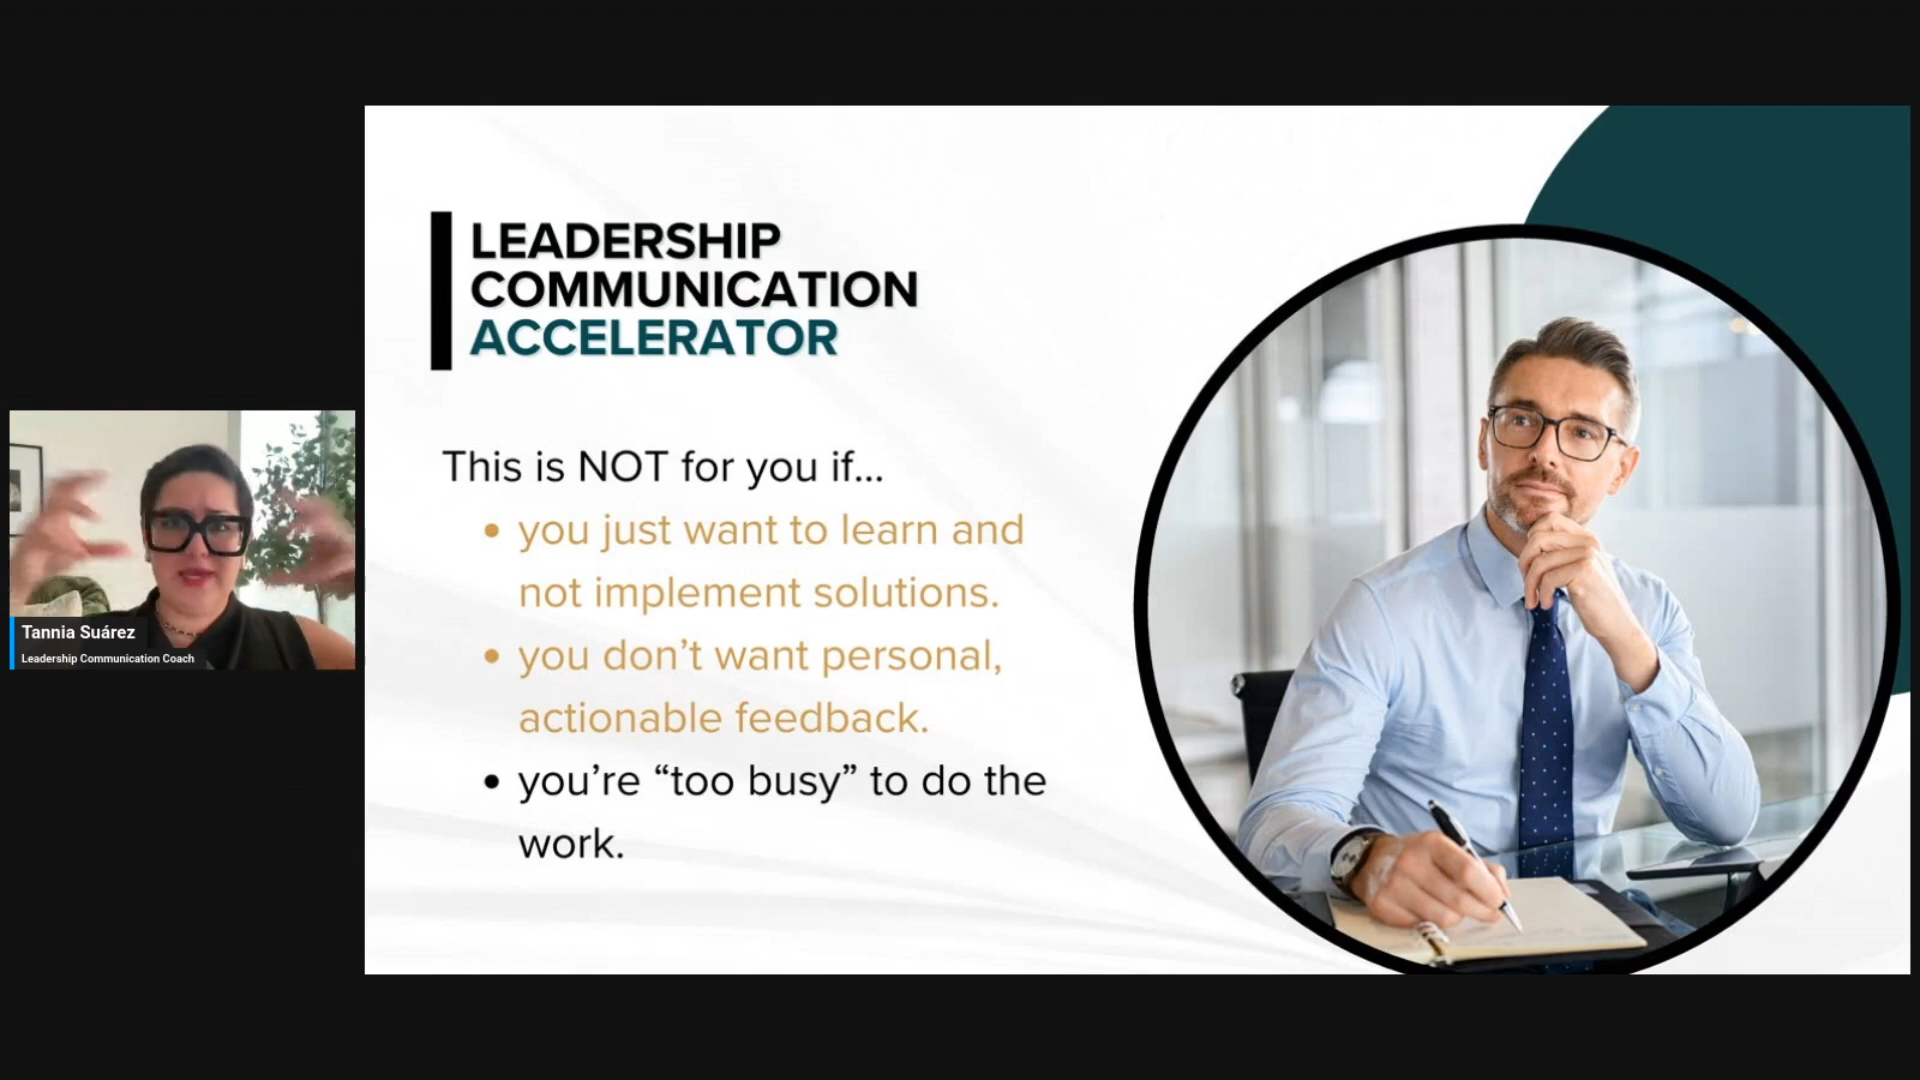 LEADERSHIP
COMMUNICATION
ACCELERATOR
This is NOT for you if...
• you just want to learn and
not implement solutions.
• you don’t want personal,
actionable feedback.
• you’re “too busy” to do the
work.
Tannia Suárez
Leadership Communication Coach